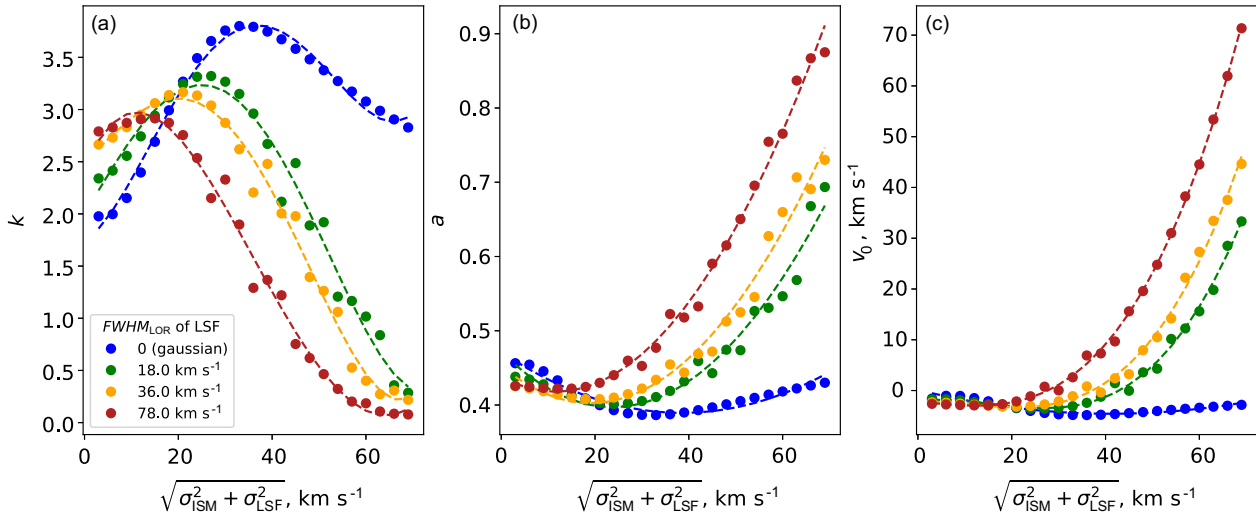 (a)
k
3.5
3.0
2.5
2.0
1.5
1.0
0.5
0.0
FWHM_LOR of LSF
0 (gaussian)
18.0 km s⁻¹
36.0 km s⁻¹
78.0 km s⁻¹
0 20 40 60
√σ²_ISM + σ²_LSF, km s⁻¹
(b)
a
0.9
0.8
0.7
0.6
0.5
0.4
0 20 40 60
√σ²_ISM + σ²_LSF, km s⁻¹
(c)
v₀, km s⁻¹
70
60
50
40
30
20
10
0
0 20 40 60
√σ²_ISM + σ²_LSF, km s⁻¹